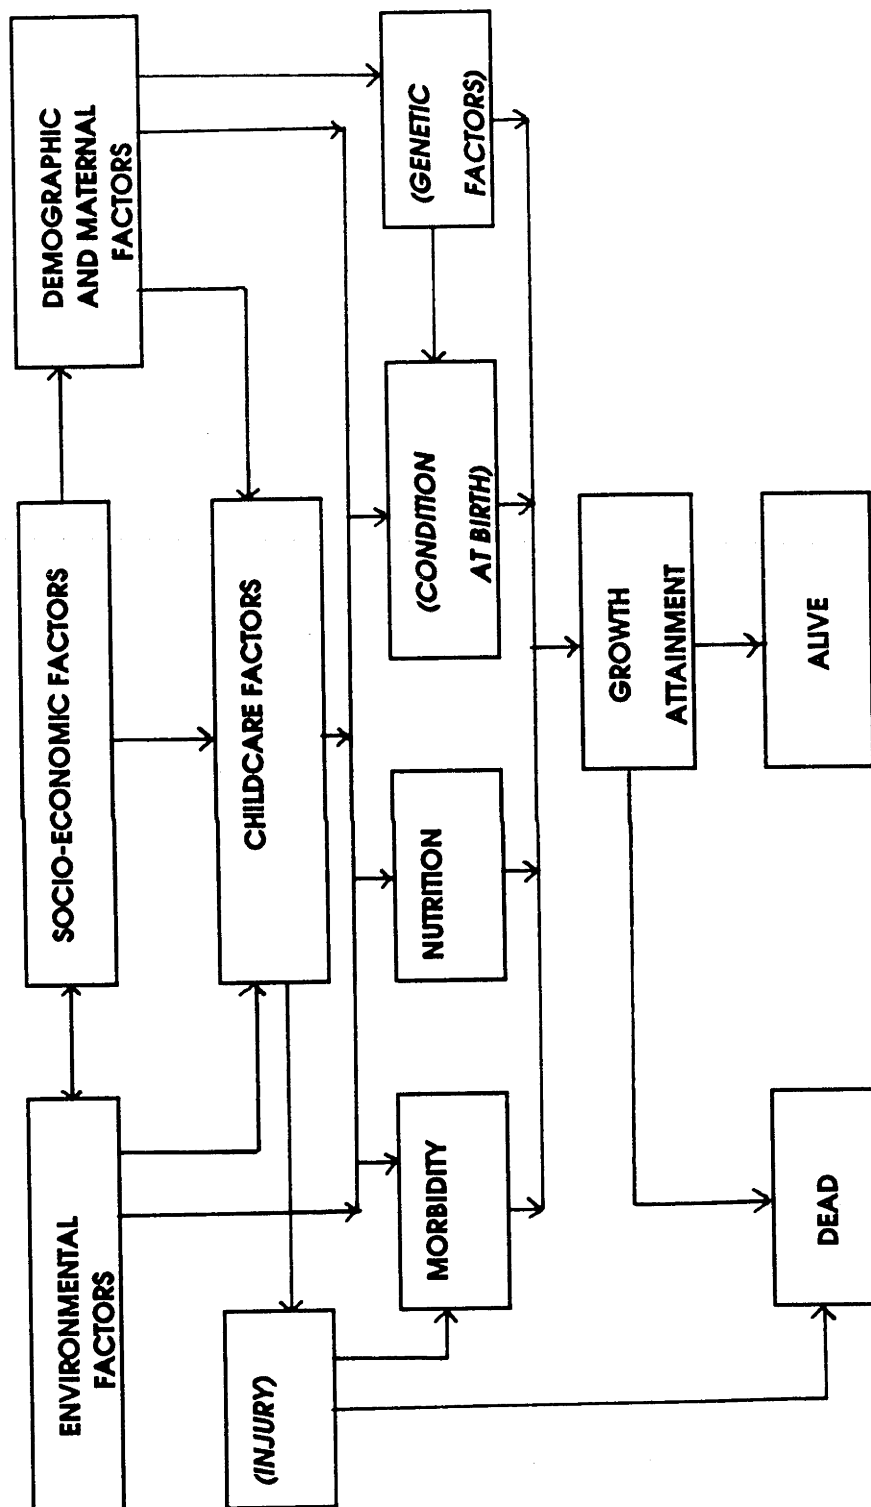 ENVIRONMENTAL
FACTORS
SOCIO-ECONOMIC FACTORS
DEMOGRAPHIC
AND MATERNAL
FACTORS
CHILDCARE FACTORS
(INJURY)
MORBIDITY
NUTRITION
(CONDITION
AT BIRTH)
(GENETIC
FACTORS)
GROWTH
ATTAINMENT
DEAD
ALIVE